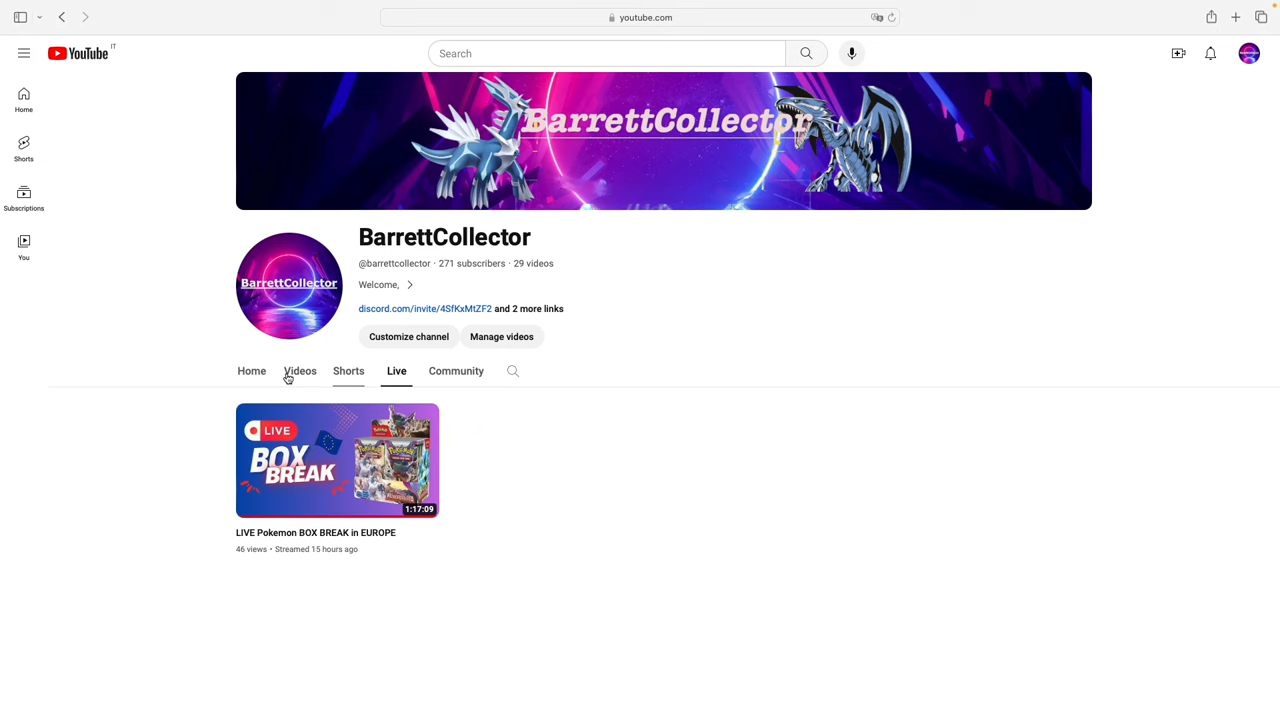 youtube.com
YouTube IT
Search
Home
Shorts
Subscriptions
You
BarrettCollector
BarrettCollector
BarrettCollector
@barrettcollector · 271 subscribers · 29 videos
Welcome,
discord.com/invite/4SfKxMtZF2 and 2 more links
Customize channel
Manage videos
Home
Videos
Shorts
Live
Community
LIVE
BOX
BREAK
1:17:09
LIVE Pokemon BOX BREAK in EUROPE
46 views • Streamed 15 hours ago